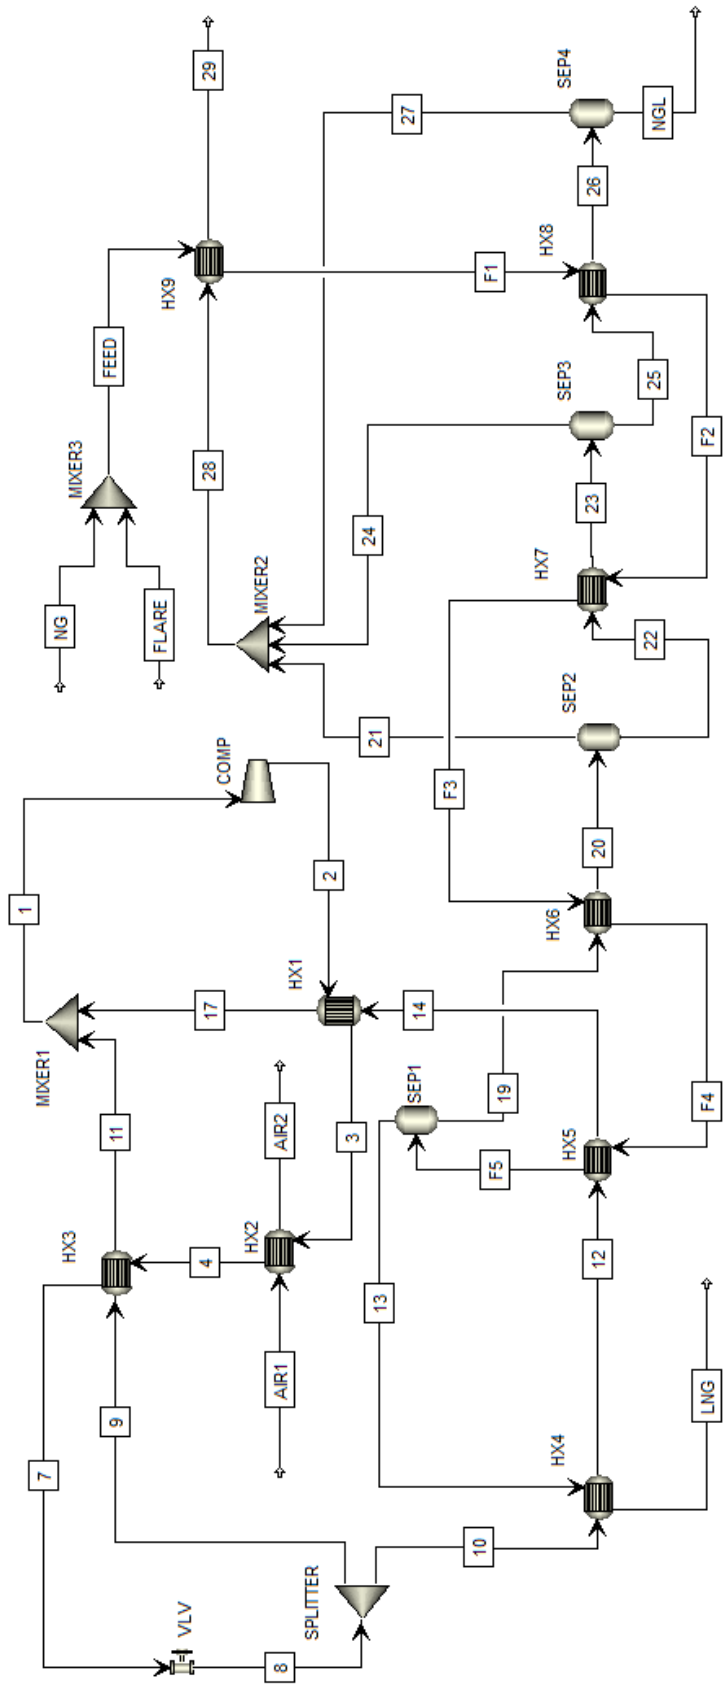 7
VLV
8
SPLITTER
9
10
HX3
11
4
HX2
AIR1
AIR2
3
MIXER1
1
17
HX1
2
COMP
14
13
SEP1
F5
19
HX4
LNG
12
HX5
F4
HX6
20
F3
SEP2
21
22
HX7
23
SEP3
24
25
F2
HX8
F1
26
SEP4
27
NGL
MIXER2
28
HX9
29
NG
FLARE
MIXER3
FEED